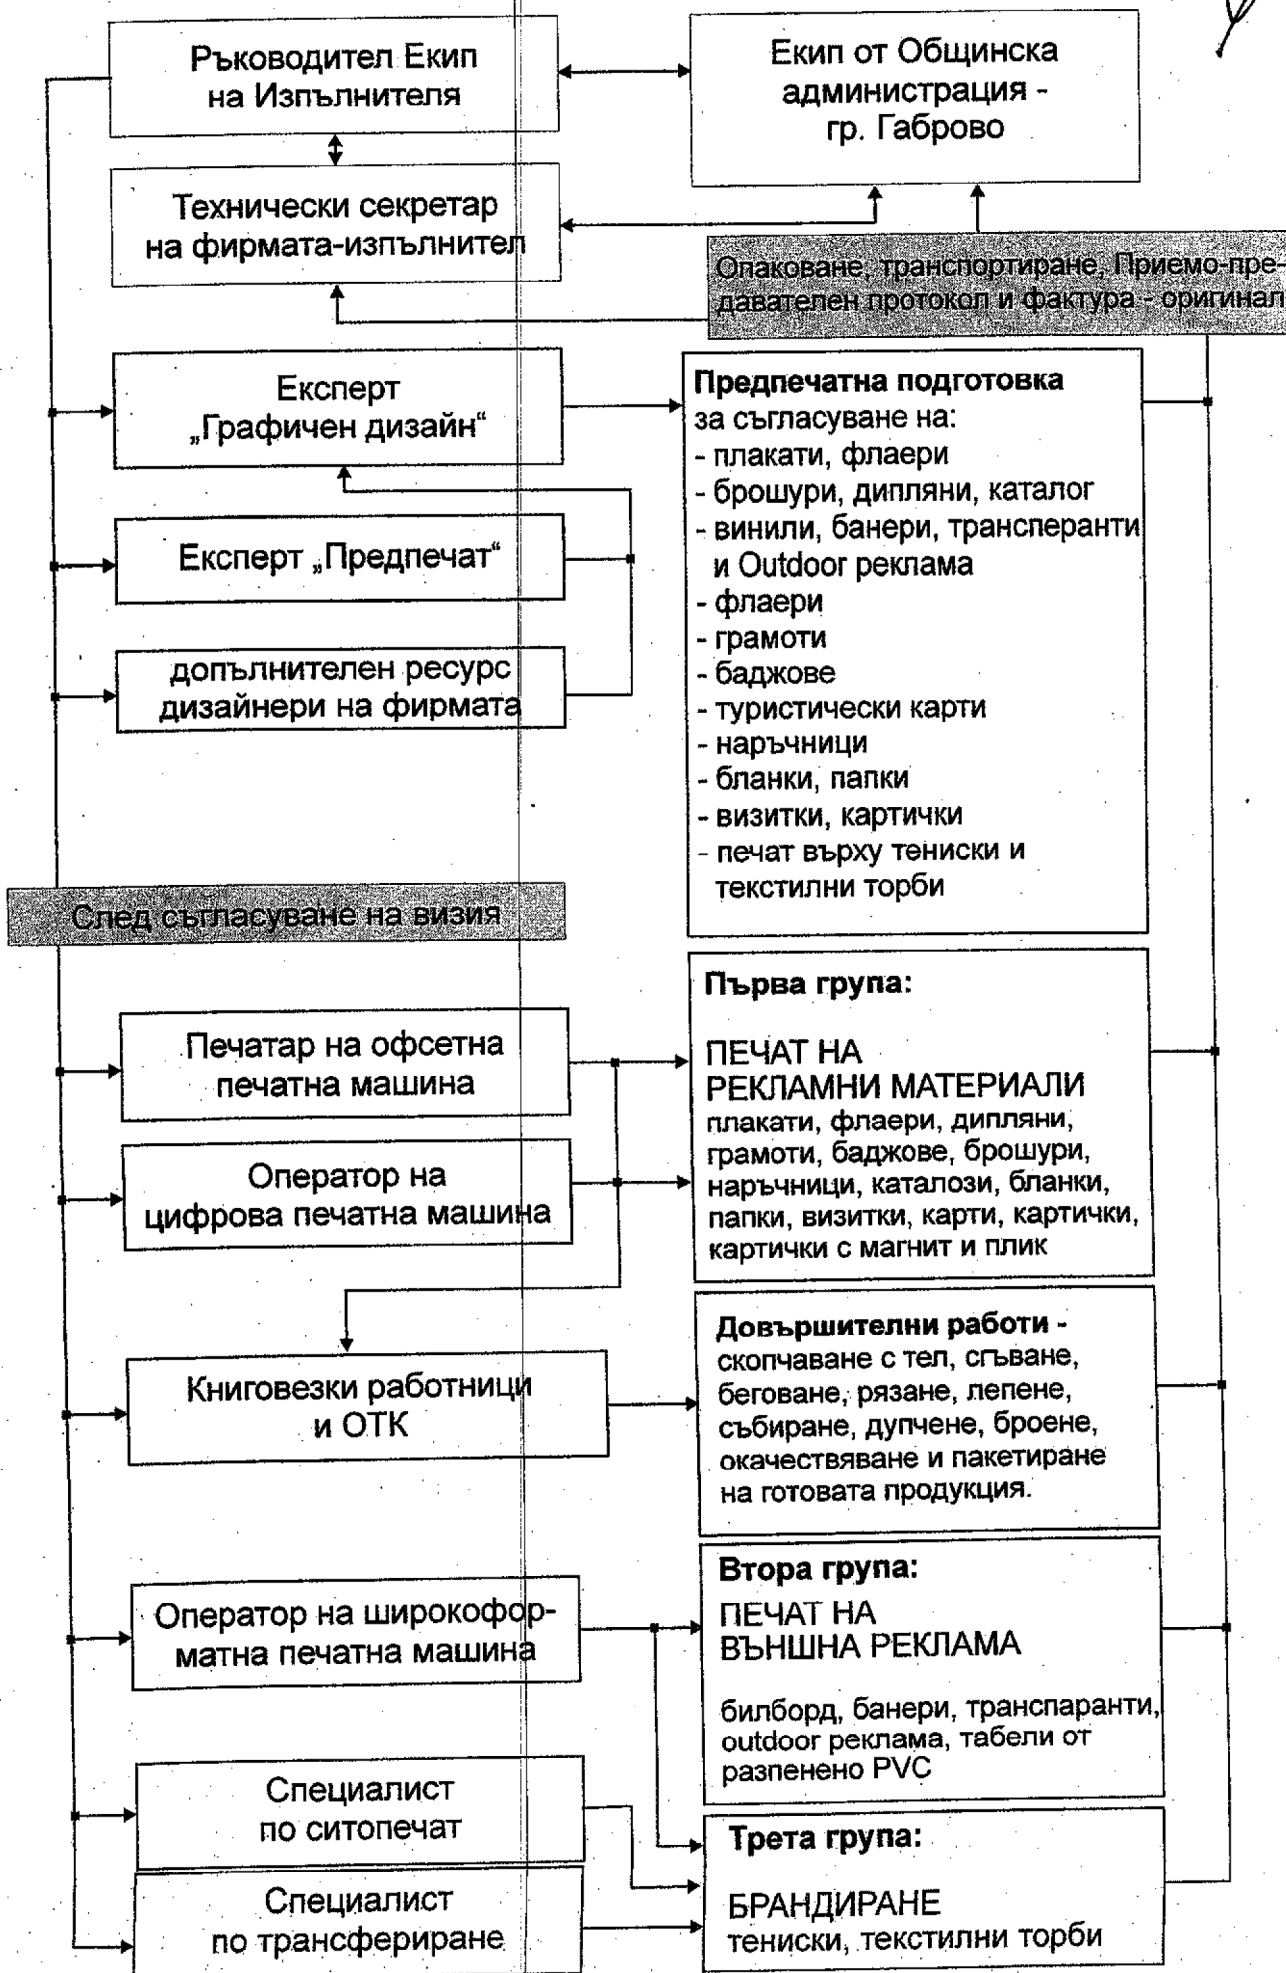 Ръководител Екип
на Изпълнителя
Екип от Общинска
администрация -
гр. Габрово
Технически секретар
на фирмата-изпълнител
Опаковане, транспортиране, Приемо-пре-
давателен протокол и фактура - оригинал
Експерт
„Графичен дизайн“
Експерт „Предпечат“
допълнителен ресурс
дизайнери на фирмата
Предпечатна подготовка
за съгласуване на:
- плакати, флаери
- брошури, дипляни, каталог
- винили, банери, трансперанти
и Outdoor реклама
- флаери
- грамоти
- баджове
- туристически карти
- наръчници
- бланки, папки
- визитки, картички
- печат върху тениски и
текстилни торби
След съгласуване на визия
Печатар на офсетна
печатна машина
Оператор на
цифрова печатна машина
Първа група:
ПЕЧАТ НА
РЕКЛАМНИ МАТЕРИАЛИ
плакати, флаери, дипляни,
грамоти, баджове, брошури,
наръчници, каталози, бланки,
папки, визитки, карти, картички,
картички с магнит и плик
Книговезки работници
и ОТК
Довършителни работи -
скопчаване с тел, сгъване,
беговане, рязане, лепене,
събиране, дупчене, броене,
окачествяване и пакетиране
на готовата продукция.
Оператор на широкофор-
матна печатна машина
Втора група:
ПЕЧАТ НА
ВЪНШНА РЕКЛАМА
билборд, банери, транспаранти,
outdoor реклама, табели от
разпенено PVC
Специалист
по ситопечат
Специалист
по трансфериране
Трета група:
БРАНДИРАНЕ
тениски, текстилни торби